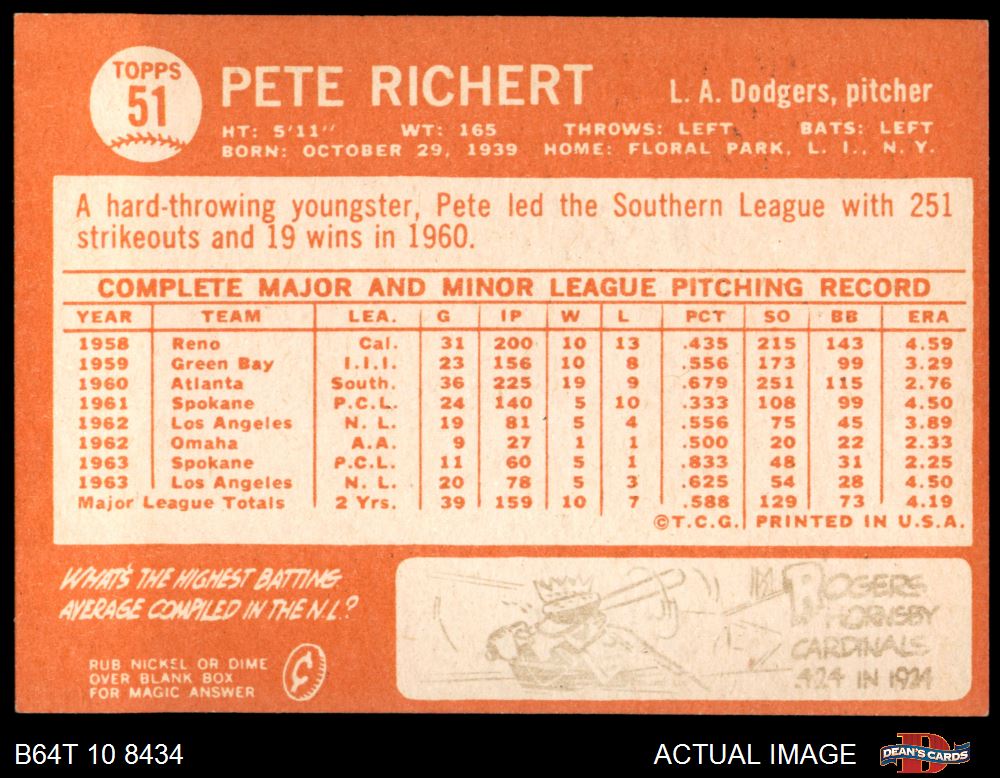 TOPPS
51
PETE RICHERT
L. A. Dodgers, pitcher
HT: 5'11" WT: 165 THROWS: LEFT BATS: LEFT
BORN: OCTOBER 29, 1939 HOME: FLORAL PARK, L. I., N. Y.
A hard-throwing youngster, Pete led the Southern League with 251
strikeouts and 19 wins in 1960.
COMPLETE MAJOR AND MINOR LEAGUE PITCHING RECORD
YEAR TEAM LEA. G IP W L PCT SO BB ERA
1958 Reno Cal. 31 200 10 13 .435 215 143 4.59
1959 Green Bay I.I.I. 23 156 10 8 .556 173 99 3.29
1960 Atlanta South. 36 225 19 9 .679 251 115 2.76
1961 Spokane P.C.L. 24 140 5 10 .333 108 99 4.50
1962 Los Angeles N. L. 19 81 5 4 .556 75 45 3.89
1962 Omaha A.A. 9 27 1 1 .500 20 22 2.33
1963 Spokane P.C.L. 11 60 5 1 .833 48 31 2.25
1963 Los Angeles N. L. 20 78 5 3 .625 54 28 4.50
Major League Totals 2 Yrs. 39 159 10 7 .588 129 73 4.19
©T.C.G. PRINTED IN U.S.A.
WHAT'S THE HIGHEST BATTING
AVERAGE COMPILED IN THE N.L.?
RUB NICKEL OR DIME
OVER BLANK BOX
FOR MAGIC ANSWER
¢
ROGERS
HORNSBY
CARDINALS
.424 IN 1924
B64T 10 8434
ACTUAL IMAGE
D
DEAN'S CARDS